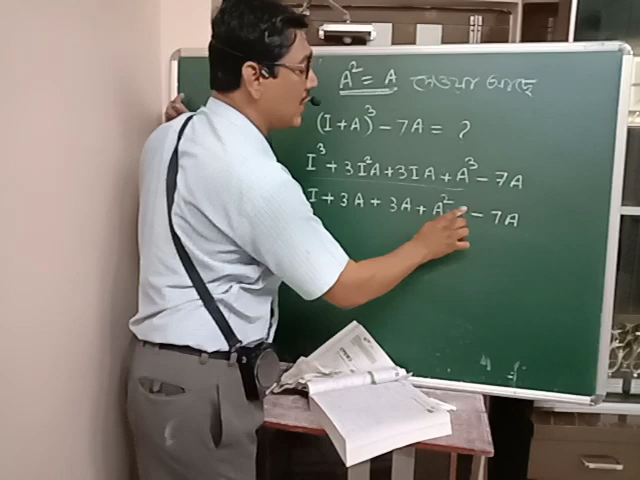 A² = A দেওয়া আছে
(I + A)³ - 7A = ?
I³ + 3I²A + 3IA + A³ - 7A
I + 3A + 3A + A² - 7A